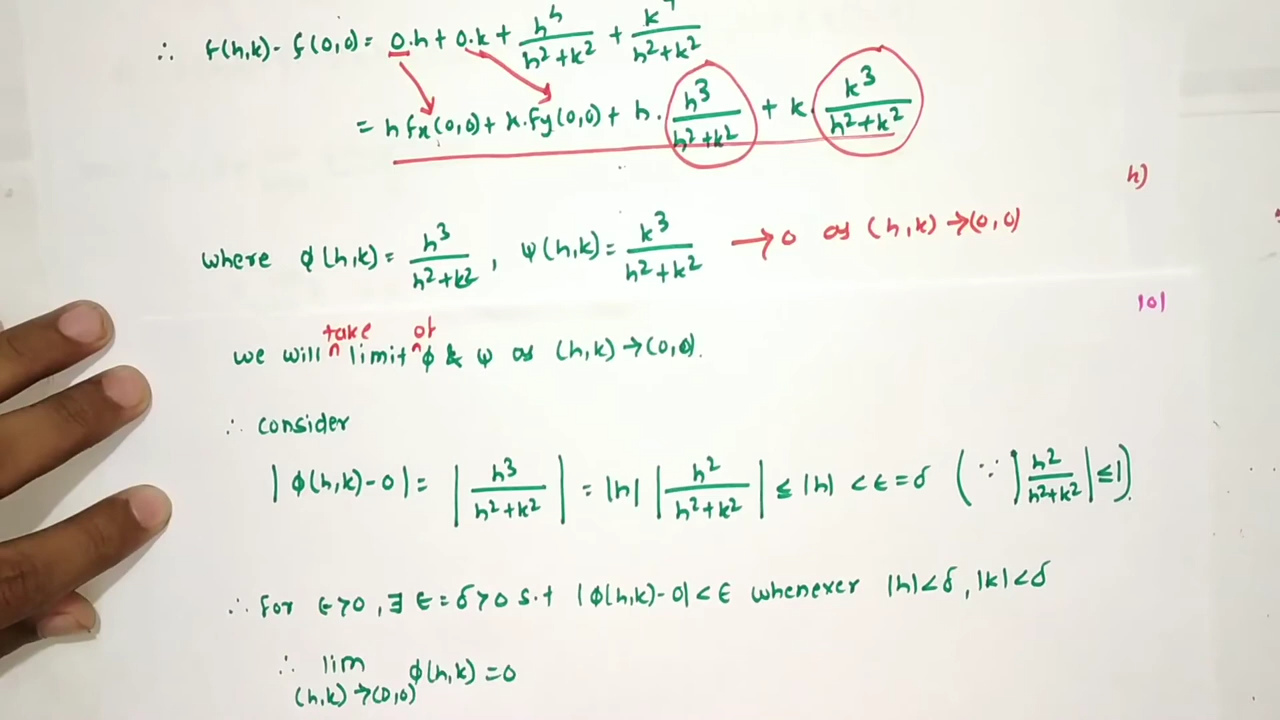 ∴ f(h,k) - f(0,0) = 0.h + 0.k + h⁴/(h²+k²) + k⁴/(h²+k²)
= h fx(0,0) + k.fy(0,0) + h. h³/(h²+k²) + k. k³/(h²+k²)
h)
where φ(h,k) = h³/(h²+k²), ψ(h,k) = k³/(h²+k²) → 0 as (h,k) → (0,0)
101
we will take limit of φ & ψ as (h,k) → (0,0).
∴ consider
|φ(h,k)-0| = |h³/(h²+k²)| = |h| |h²/(h²+k²)| ≤ |h| < ϵ = δ (∵ |h²/(h²+k²)| ≤ 1).
∴ For ϵ>0, ∃ ϵ = δ>0 s.t |φ(h,k)-0| < ϵ whenever |h|<δ, |k|<δ
∴ lim (h,k)→(0,0) φ(h,k) = 0